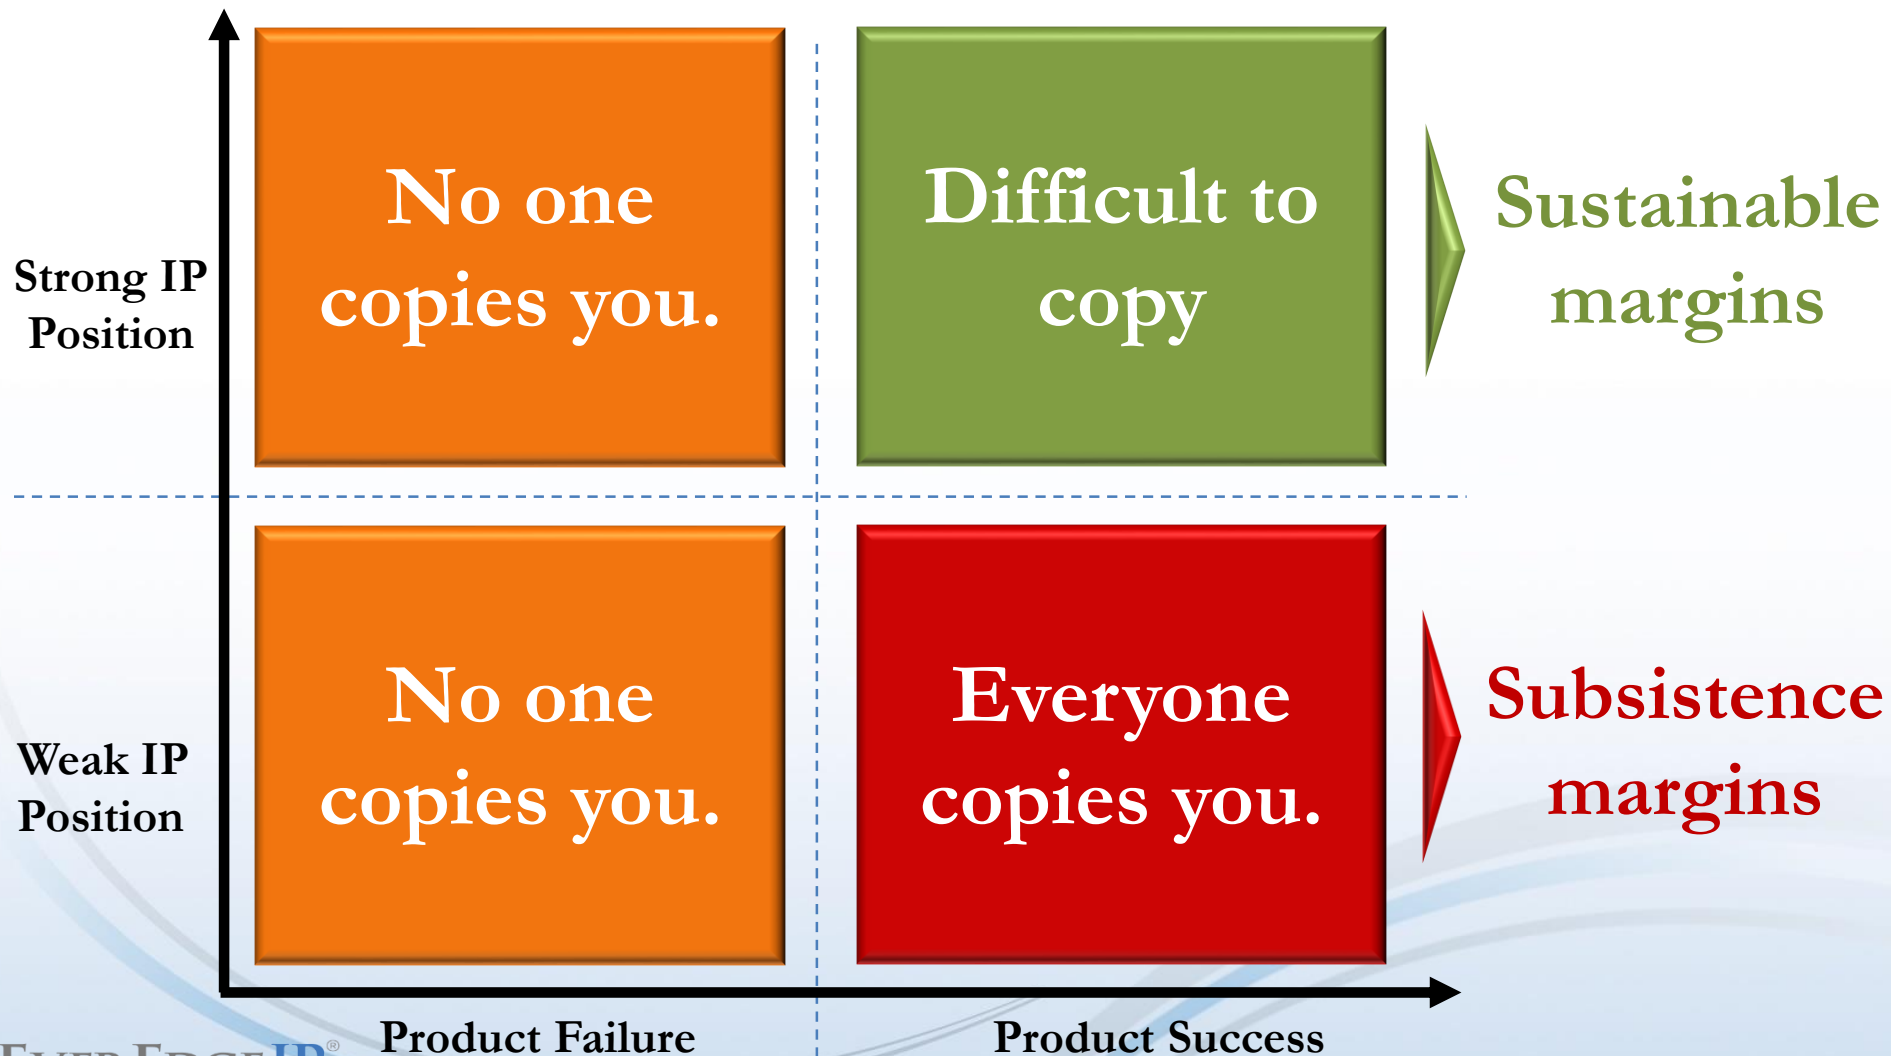 No one
copies you.
Difficult to
copy
Sustainable
margins
Strong IP
Position
No one
copies you.
Everyone
copies you.
Subsistence
margins
Weak IP
Position
Product Failure
Product Success
EVEREDGEIP®